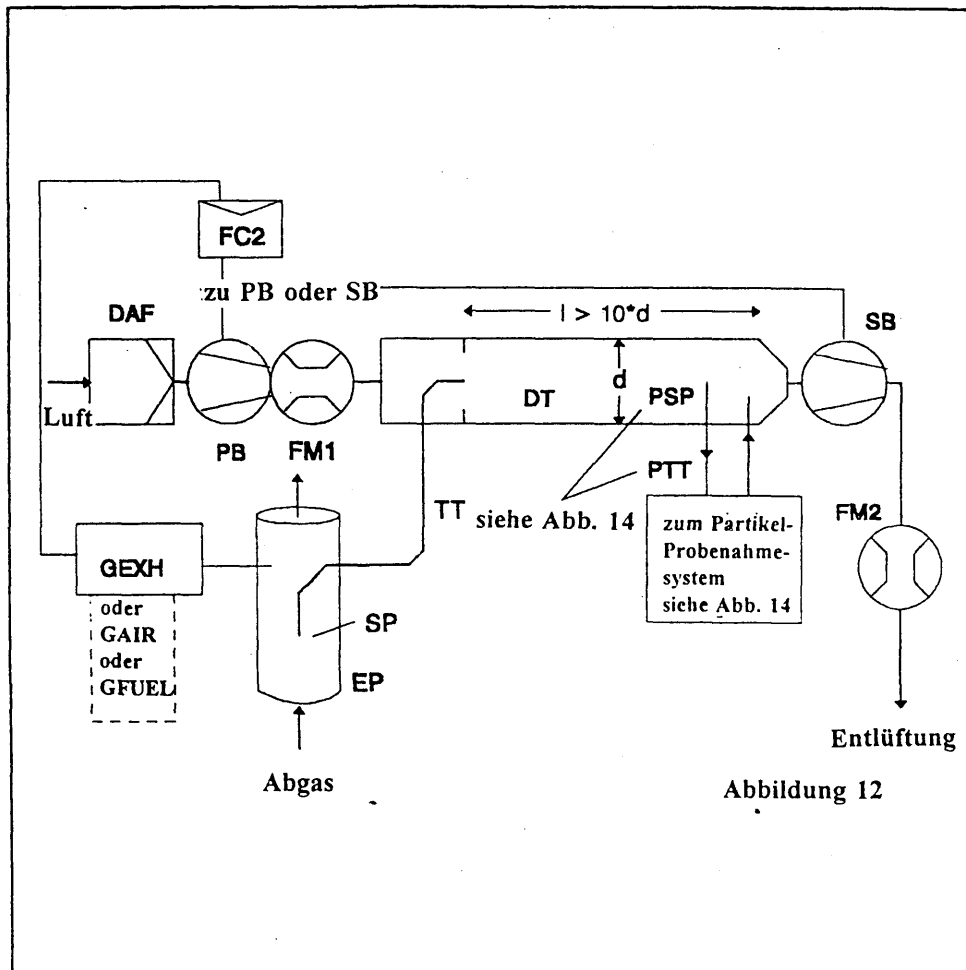 FC2
zu PB oder SB
DAF
l > 10*d
SB
Luft
d
DT
PSP
PB
FM1
PTT
TT
siehe Abb. 14
FM2
zum Partikel-
Probenahme-
system
siehe Abb. 14
GEXH
oder
GAIR
oder
GFUEL
SP
EP
Entlüftung
Abgas
Abbildung 12